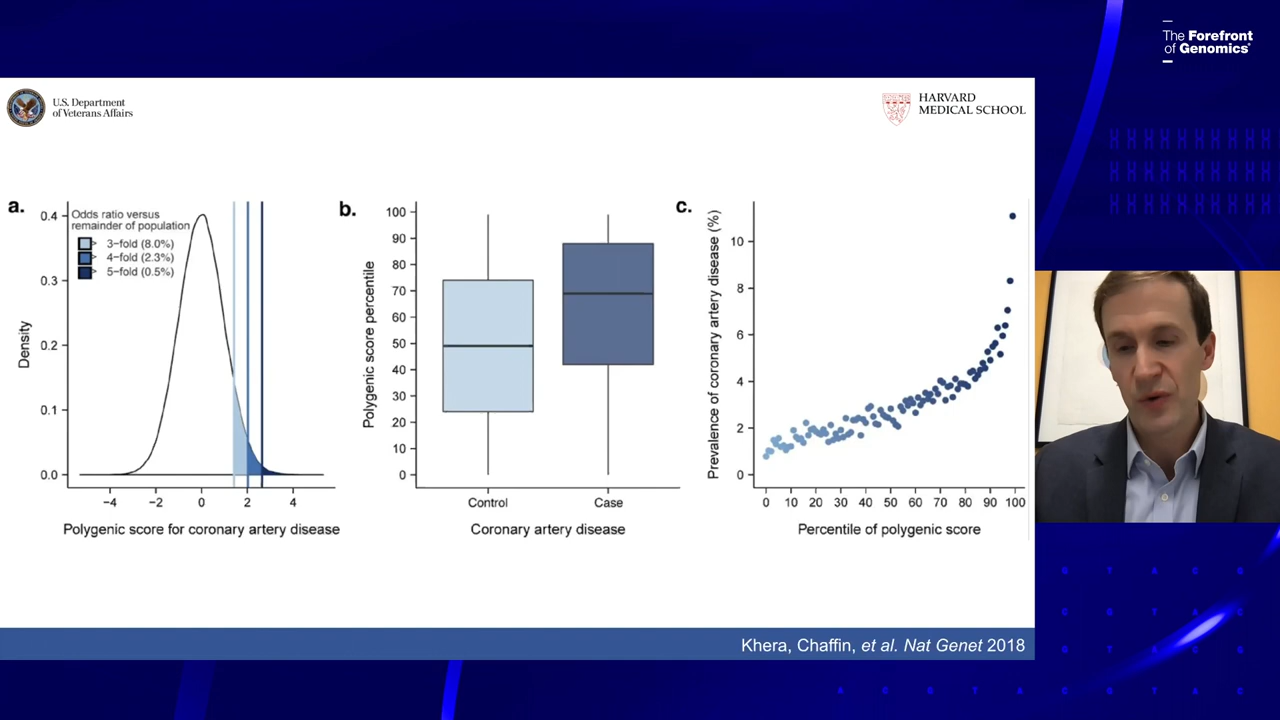 The Forefront
of Genomics®
U.S. Department
of Veterans Affairs
HARVARD
MEDICAL SCHOOL
a.
Odds ratio versus
remainder of population
3−fold (8.0%)
4−fold (2.3%)
5−fold (0.5%)
0.4
0.3
0.2
0.1
0.0
Density
−4 −2 0 2 4
Polygenic score for coronary artery disease
b.
100
90
80
70
60
50
40
30
20
10
0
Polygenic score percentile
Control Case
Coronary artery disease
c.
10
8
6
4
2
0
Prevalence of coronary artery disease (%)
0 10 20 30 40 50 60 70 80 90 100
Percentile of polygenic score
Khera, Chaffin, et al. Nat Genet 2018